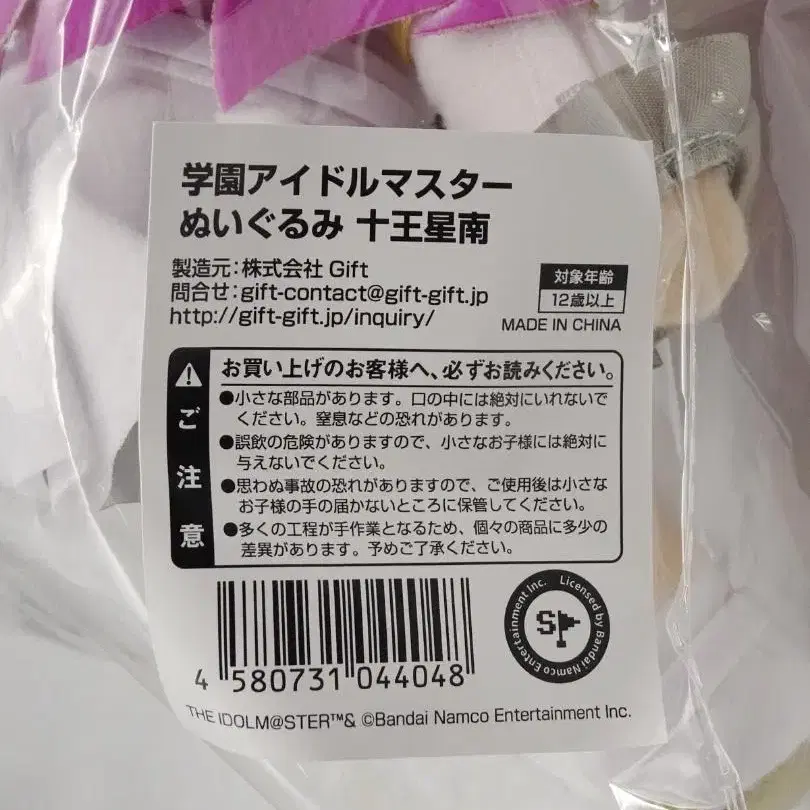 学園アイドルマスター
ぬいぐるみ 十王星南
製造元:株式会社 Gift
問合せ:gift-contact@gift-gift.jp
http://gift-gift.jp/inquiry/
対象年齢
12歳以上
MADE IN CHINA
ご注意
お買い上げのお客様へ、必ずお読みください。
●小さな部品があります。口の中には絶対にいれないで
ください。窒息などの恐れがあります。
●誤飲の危険がありますので、小さなお子様には絶対に
与えないでください。
●思わぬ事故の恐れがありますので、ご使用後は小さな
お子様の手の届かないところに保管してください。
●多くの工程が手作業となるため、個々の商品に多少の
差異があります。予めご了承ください。
4 580731 044048
Licensed by Bandai Namco Entertainment Inc.
S
THE IDOLM@STER™& ©Bandai Namco Entertainment Inc.